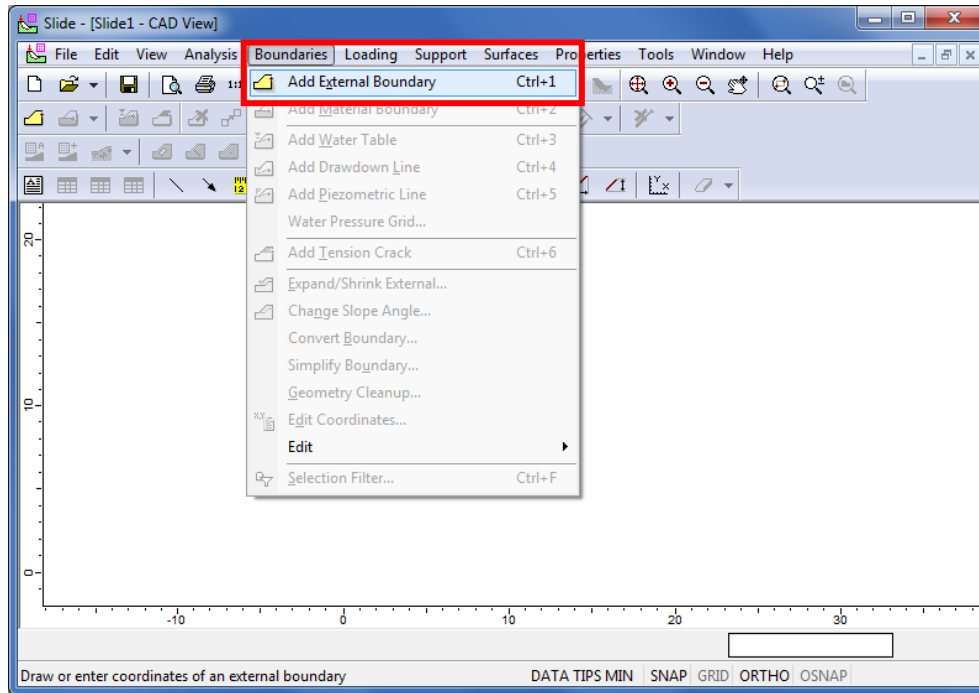 Slide - [Slide1 - CAD View]
File Edit View Analysis Boundaries Loading Support Surfaces Properties Tools Window Help
Add External Boundary Ctrl+1
Add Material Boundary Ctrl+2
Add Water Table Ctrl+3
Add Drawdown Line Ctrl+4
Add Piezometric Line Ctrl+5
Water Pressure Grid...
Add Tension Crack Ctrl+6
Expand/Shrink External...
Change Slope Angle...
Convert Boundary...
Simplify Boundary...
Geometry Cleanup...
Edit Coordinates...
Edit
Selection Filter... Ctrl+F
20
10
0
-10 0 10 20 30
Draw or enter coordinates of an external boundary DATA TIPS MIN SNAP GRID ORTHO OSNAP